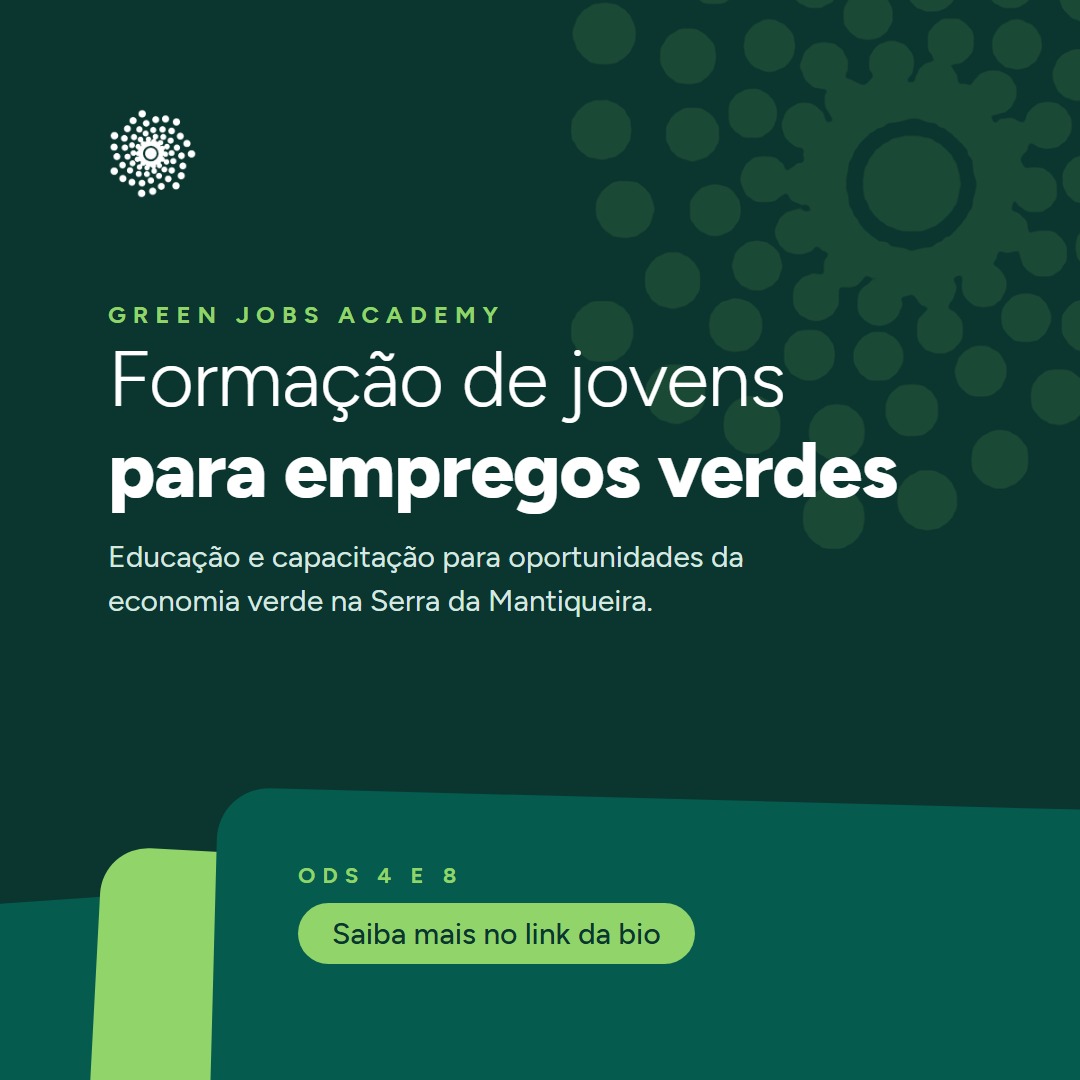 GREEN JOBS ACADEMY
Formação de jovens
para empregos verdes
Educação e capacitação para oportunidades da
economia verde na Serra da Mantiqueira.
ODS 4 E 8
Saiba mais no link da bio